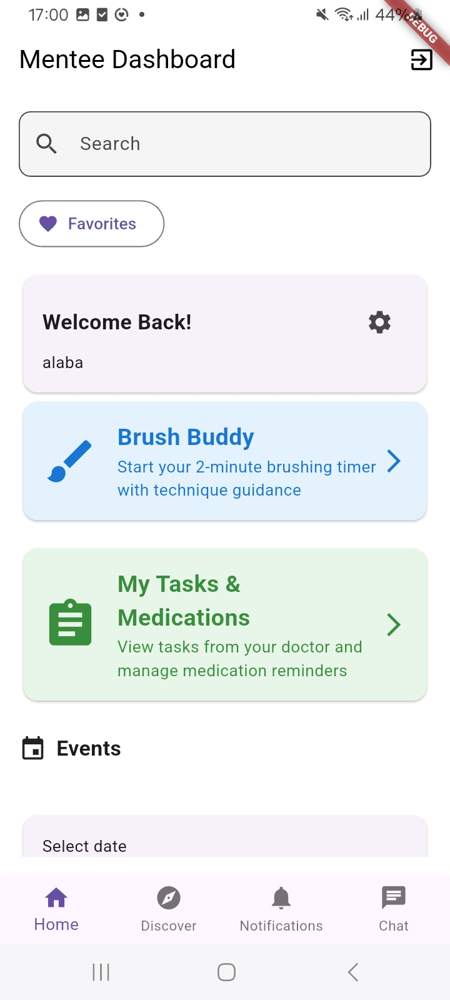 17:00
44%
DEBUG
Mentee Dashboard
Search
Favorites
Welcome Back!
alaba
Brush Buddy
Start your 2-minute brushing timer
with technique guidance
My Tasks &
Medications
View tasks from your doctor and
manage medication reminders
Events
Select date
Home
Discover
Notifications
Chat